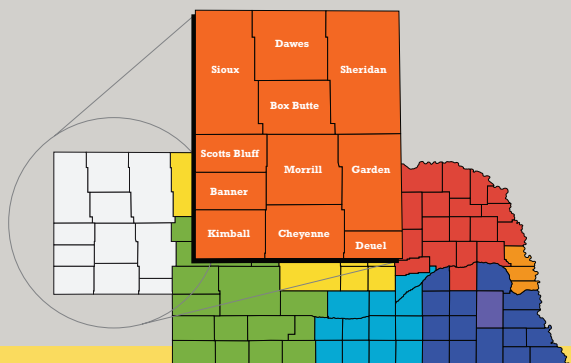 Dawes
Sioux
Sheridan
Box Butte
Scotts Bluff
Morrill
Garden
Banner
Kimball
Cheyenne
Deuel